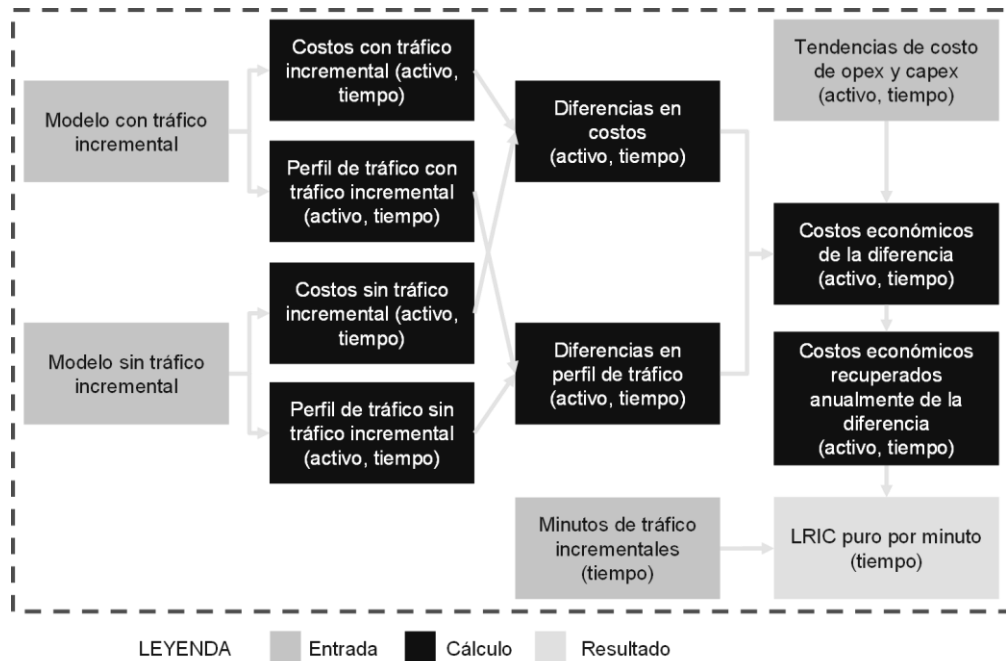 Modelo con tráfico
incremental
Costos con tráfico
incremental (activo,
tiempo)
Perfil de tráfico con
tráfico incremental
(activo, tiempo)
Modelo sin tráfico
incremental
Costos sin tráfico
incremental (activo,
tiempo)
Perfil de tráfico sin
tráfico incremental
(activo, tiempo)
Diferencias en
costos
(activo, tiempo)
Diferencias en
perfil de tráfico
(activo, tiempo)
Minutos de tráfico
incrementales
(tiempo)
Tendencias de costo
de opex y capex
(activo, tiempo)
Costos económicos
de la diferencia
(activo, tiempo)
Costos económicos
recuperados
anualmente de la
diferencia
(activo, tiempo)
LRIC puro por minuto
(tiempo)
LEYENDA
Entrada
Cálculo
Resultado